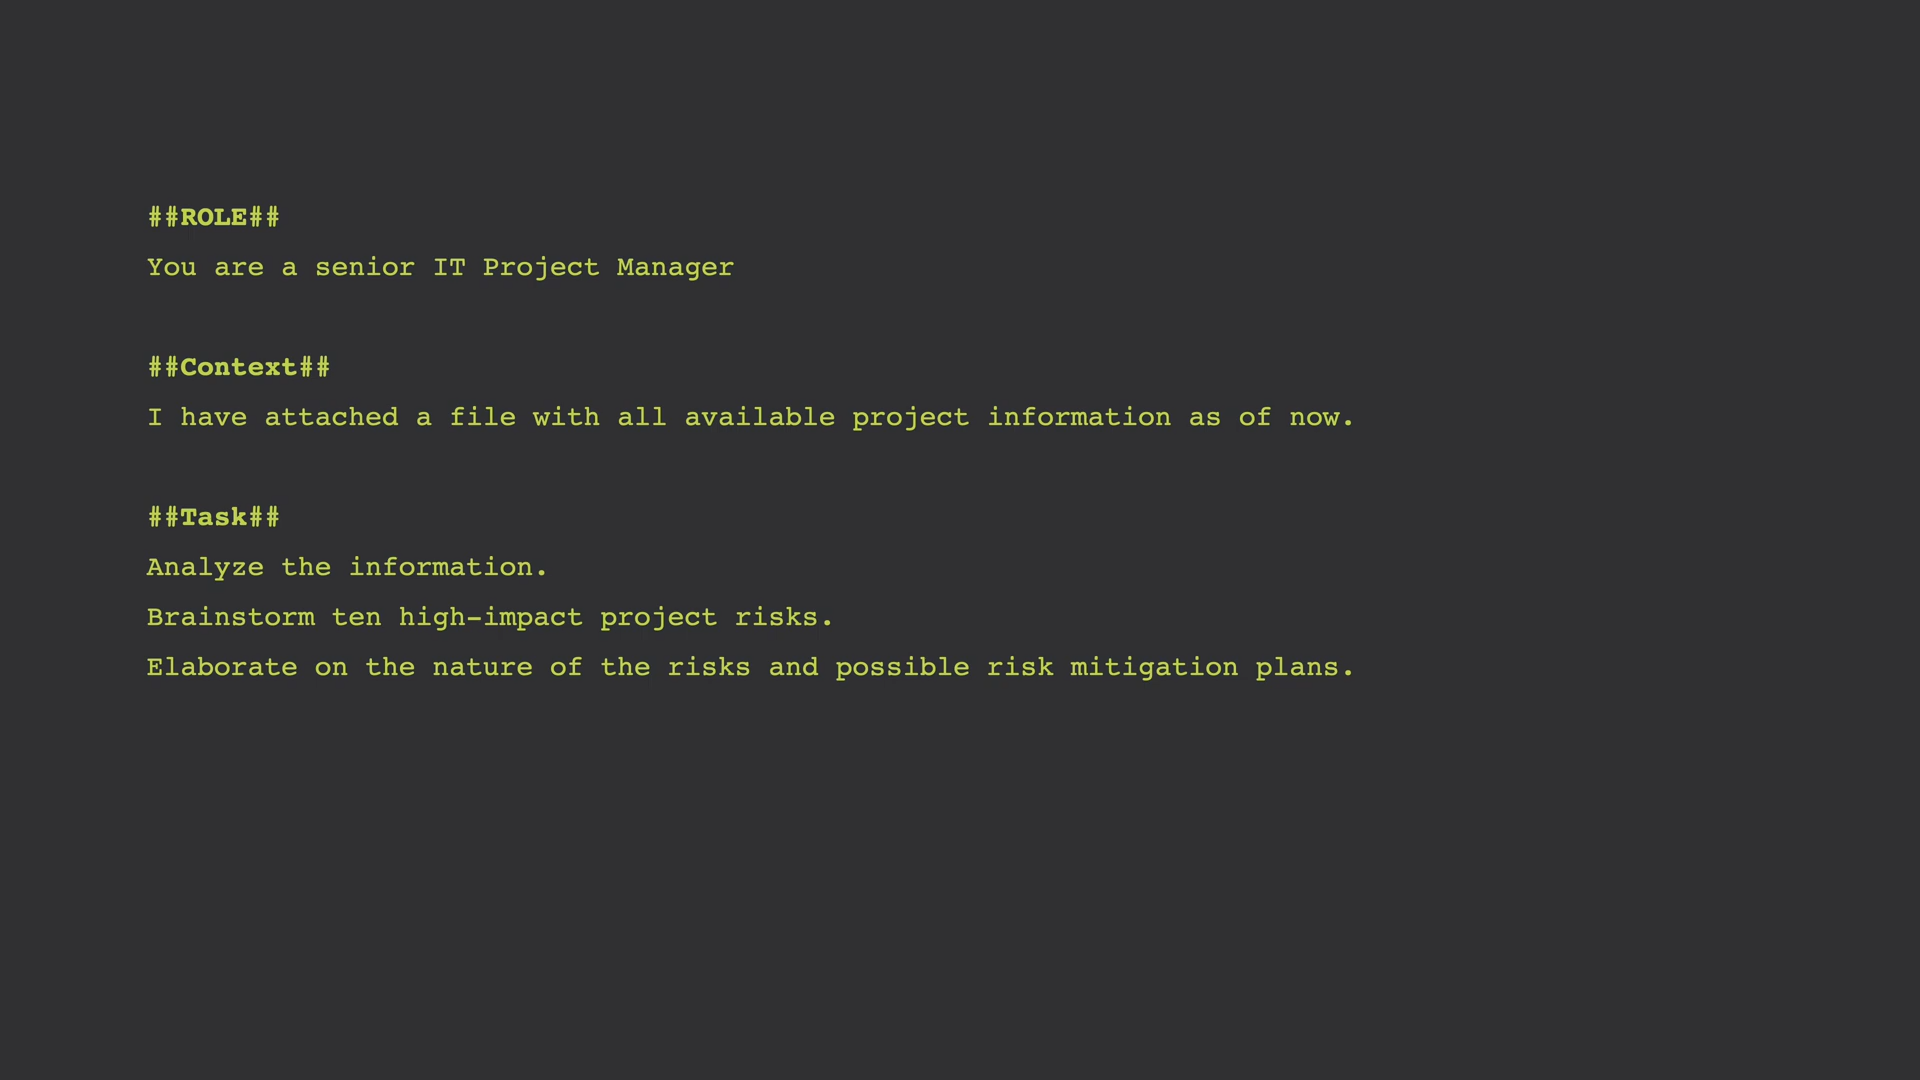 ##ROLE##
You are a senior IT Project Manager
##Context##
I have attached a file with all available project information as of now.
##Task##
Analyze the information.
Brainstorm ten high-impact project risks.
Elaborate on the nature of the risks and possible risk mitigation plans.